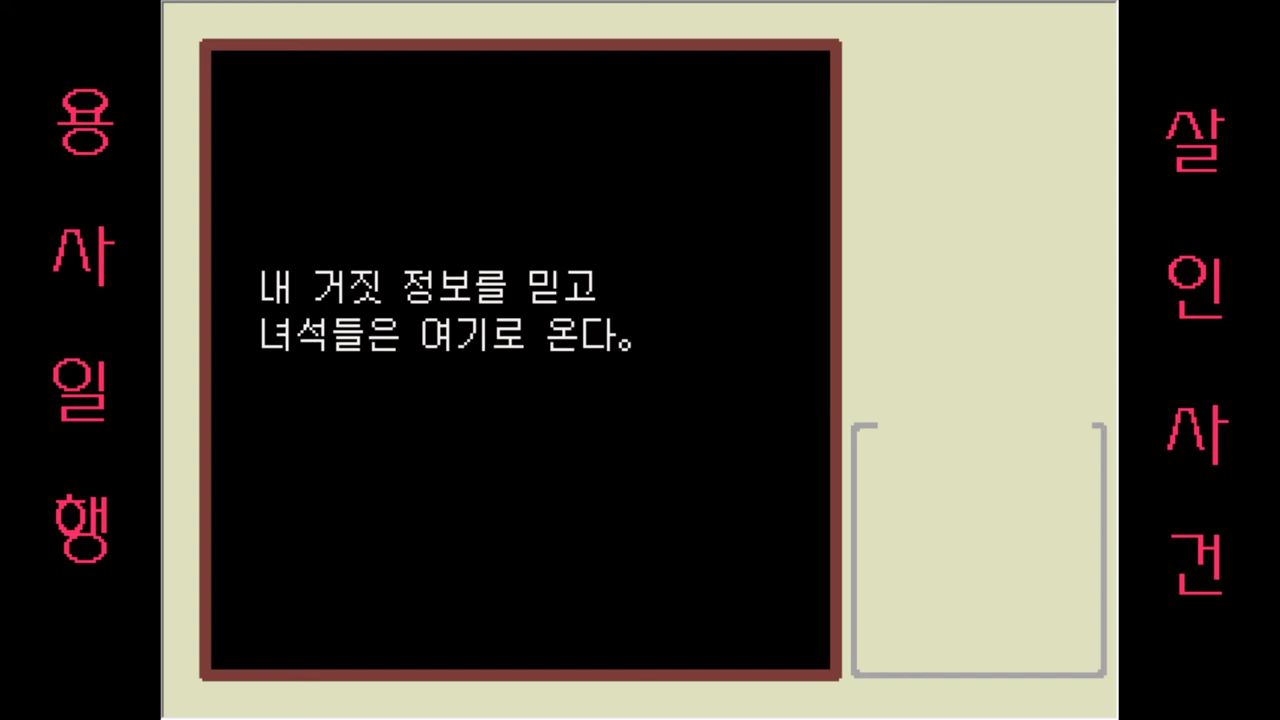 용사일행
내 거짓 정보를 믿고
녀석들은 여기로 온다。
살인사건